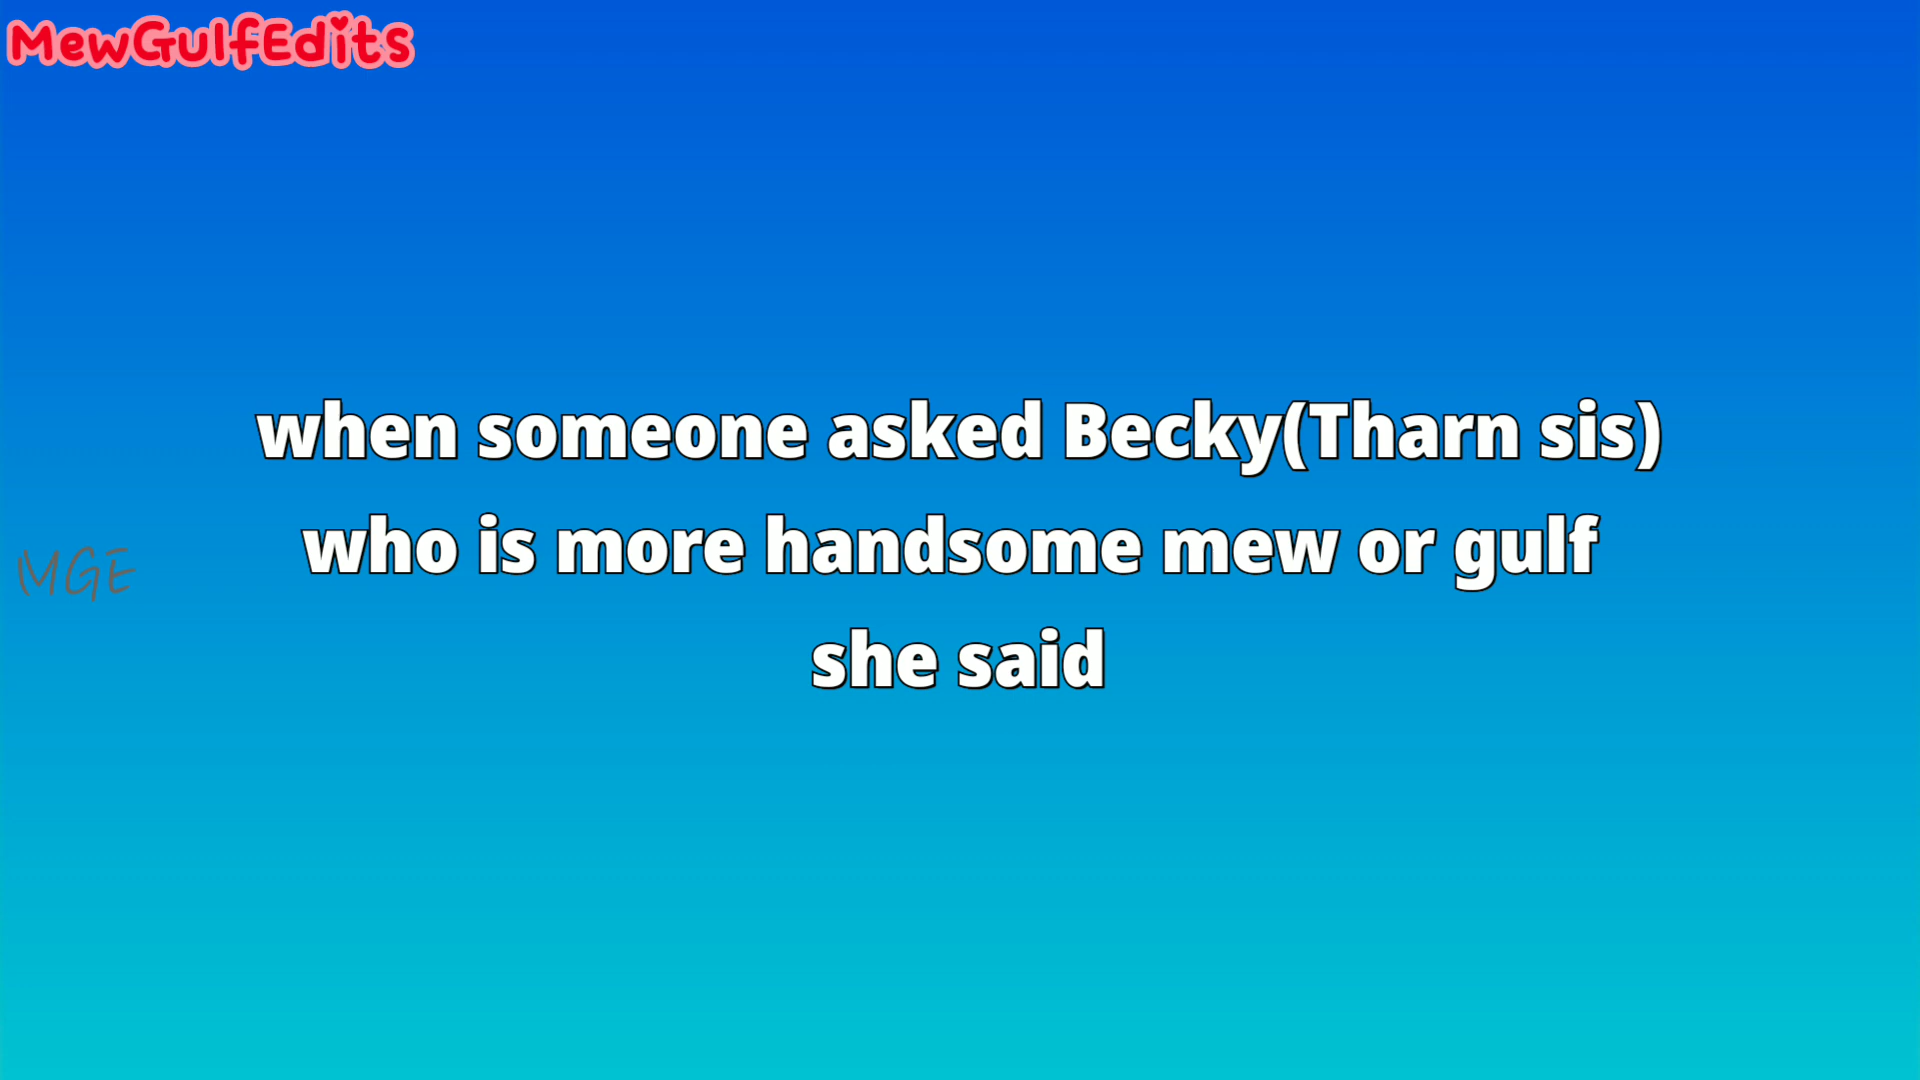 MewGulfEdits
when someone asked Becky(Tharn sis)
who is more handsome mew or gulf
MGE
she said